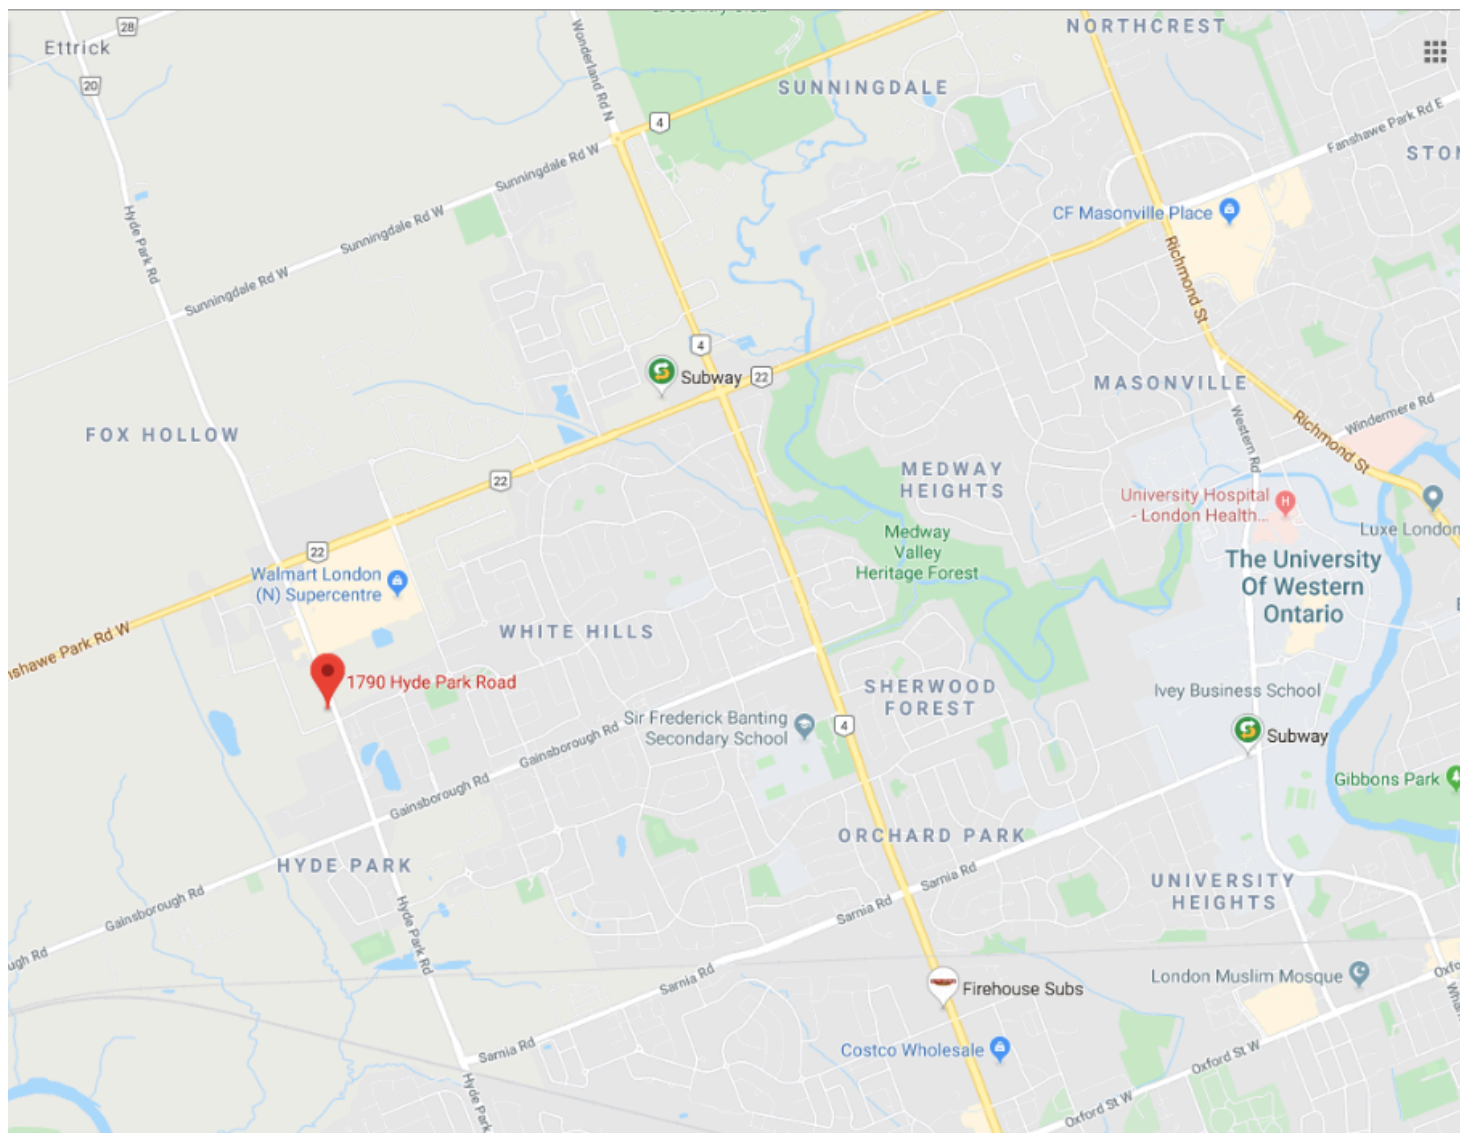 28
Ettrick
20
Wonderland Rd N
NORTHCREST
SUNNINGDALE
4
Fanshawe Park Rd E
Sunningdale Rd W
Sunningdale Rd W
Sunningdale Rd W
Hyde Park Rd
CF Masonville Place
Richmond St
4
Subway
22
MASONVILLE
Western Rd
Richmond St
Windermere Rd
FOX HOLLOW
22
MEDWAY
HEIGHTS
University Hospital
- London Health...
Luxe London
Medway
Valley
Heritage Forest
The University
Of Western
Ontario
22
Walmart London
(N) Supercentre
Park Rd W
WHITE HILLS
1790 Hyde Park Road
SHERWOOD
FOREST
Ivey Business School
Sir Frederick Banting
Secondary School
4
Subway
Gainsborough Rd
Gainsborough Rd
Gibbons Park
ORCHARD PARK
HYDE PARK
Sarnia Rd
Sarnia Rd
UNIVERSITY
HEIGHTS
Gainsborough Rd
Hyde Park Rd
Rd
Sarnia Rd
Firehouse Subs
London Muslim Mosque
Sarnia Rd
Costco Wholesale
Oxford St W
Hyde Park
Oxford St W